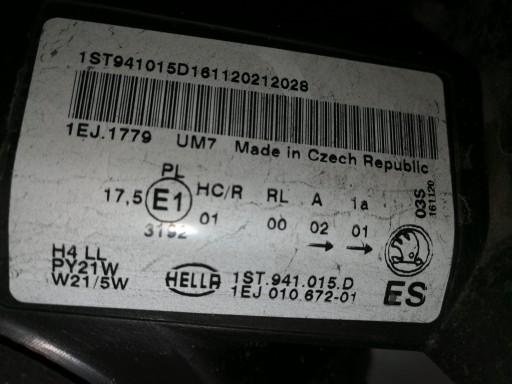 1ST941015D161120212028
1EJ.1779 UM7 Made in Czech Republic
PL
17,5 E1 HC/R RL A 1a
01 00 02 01
3192
→ →
03S
161120
H4 LL
PY21W
W21/5W
HELLA
1ST.941.015.D
1EJ 010.672-01
ES